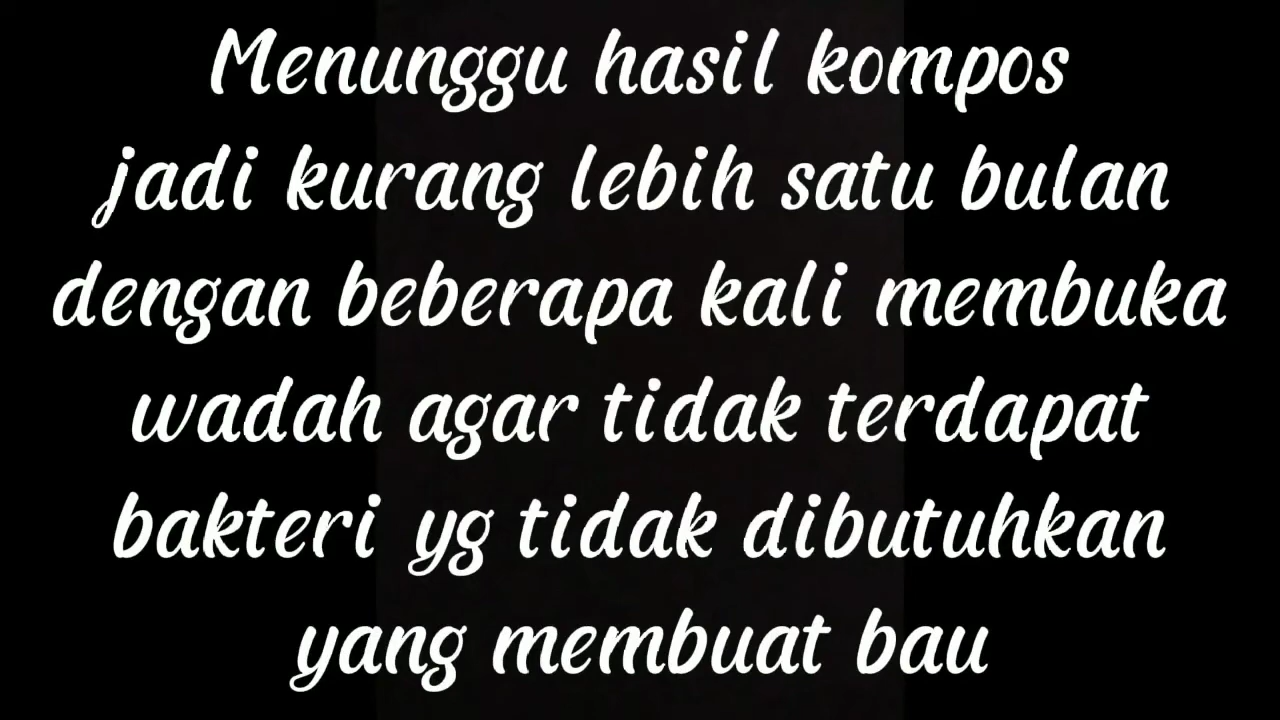 Menunggu hasil kompos
jadi kurang lebih satu bulan
dengan beberapa kali membuka
wadah agar tidak terdapat
bakteri yg tidak dibutuhkan
yang membuat bau